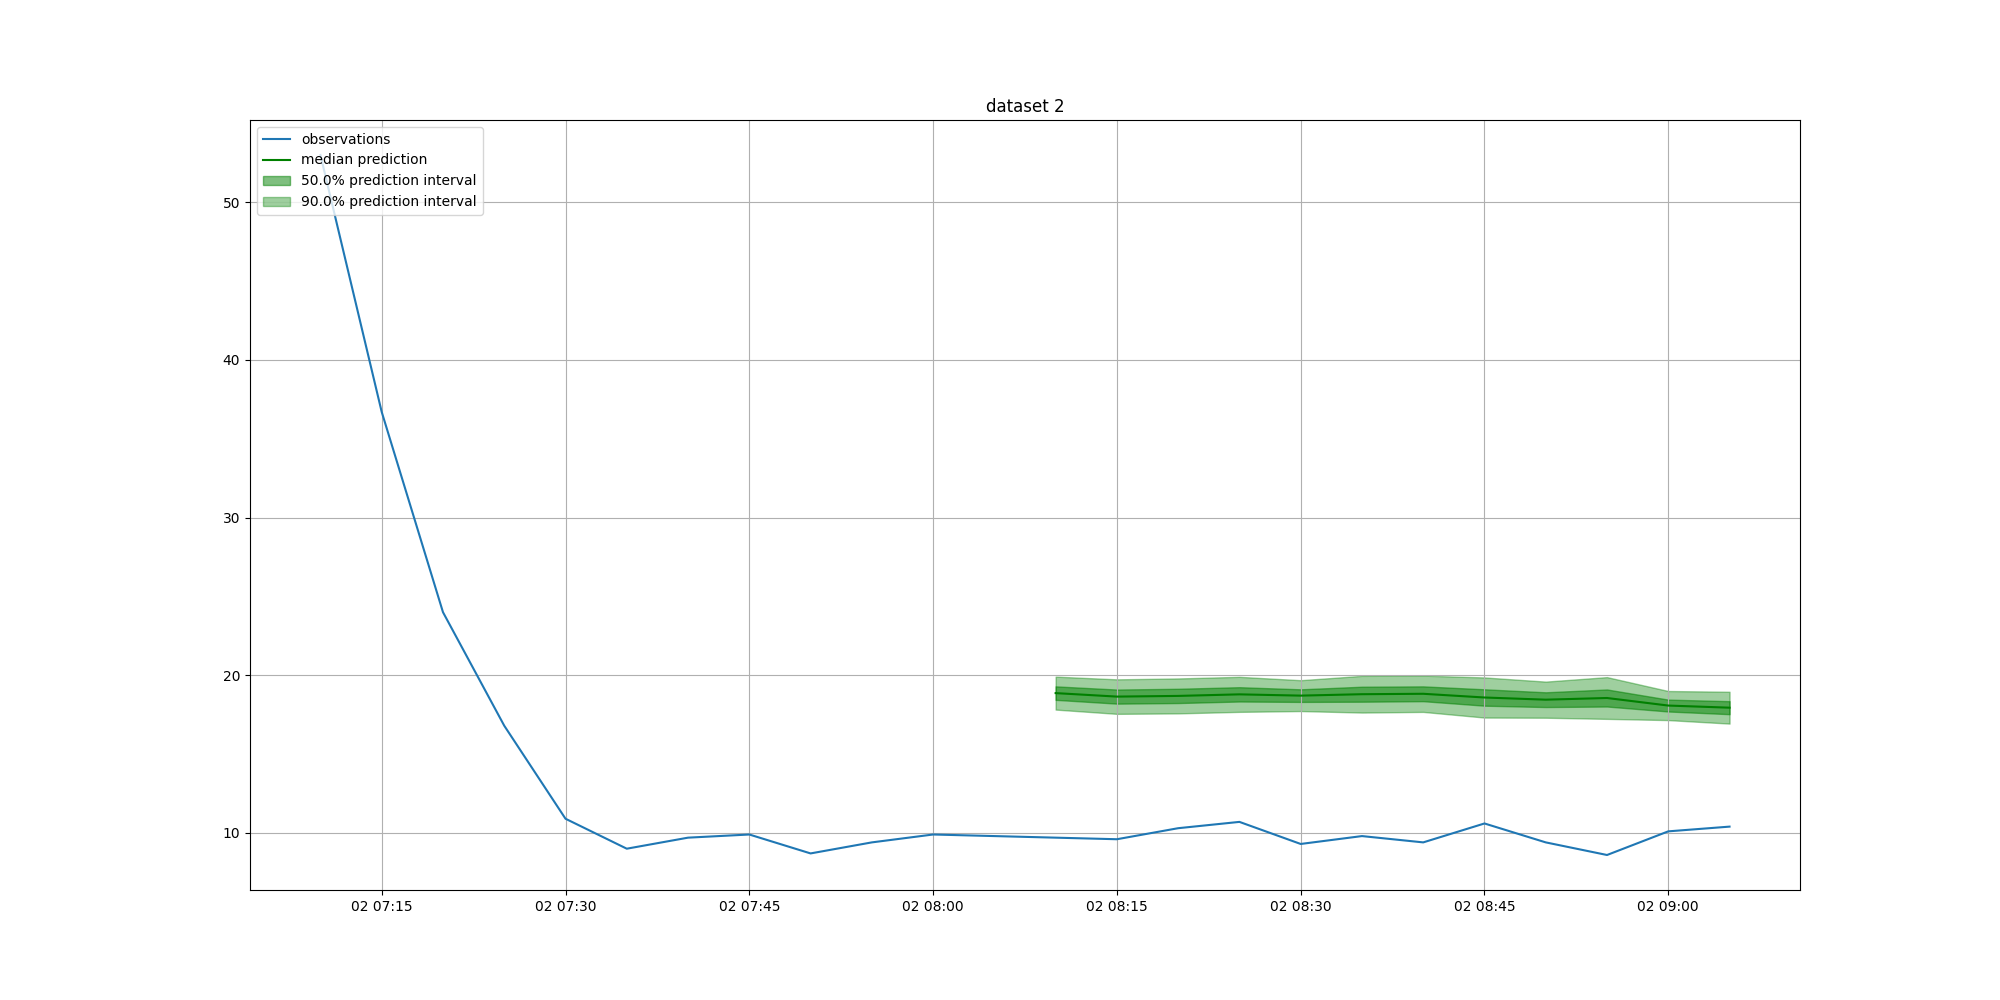 dataset 2
observations
median prediction
50.0% prediction interval
90.0% prediction interval
50
40
30
20
10
02 07:15
02 07:30
02 07:45
02 08:00
02 08:15
02 08:30
02 08:45
02 09:00